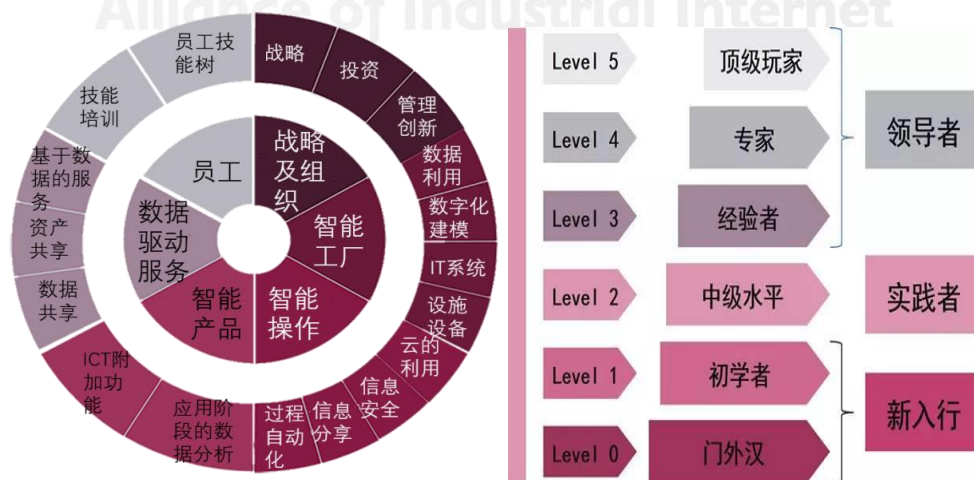 Alliance of Industrial Internet
员工技
能树
战略
投资
管理
创新
数据
利用
数字化
建模
IT系统
设施
设备
云的
利用
信息
安全
信息
分享
过程
自动
化
应用阶
段的数
据分析
ICT附
加功
能
数据
共享
资产
共享
基于数
据的服
务
技能
培训
员工
战略
及组
织
智能
工厂
智能
操作
智能
产品
数据
驱动
服务
Level 5
顶级玩家
Level 4
专家
领导者
Level 3
经验者
Level 2
中级水平
实践者
Level 1
初学者
新入行
Level 0
门外汉